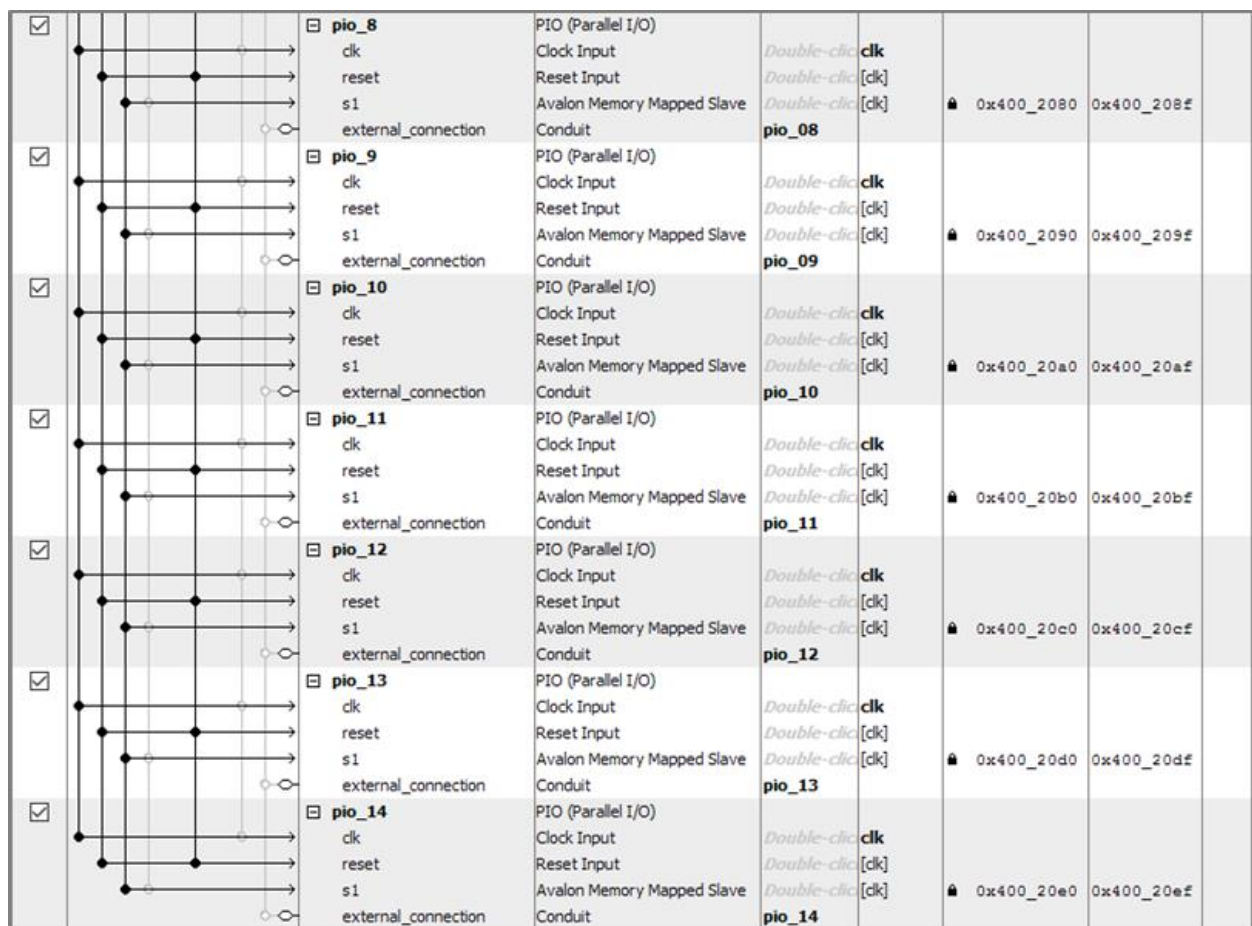 pio_8 PIO (Parallel I/O)
clk Clock Input Double-clic clk
reset Reset Input Double-clic [clk]
s1 Avalon Memory Mapped Slave Double-clic [clk] 0x400_2080 0x400_208f
external_connection Conduit pio_08
pio_9 PIO (Parallel I/O)
clk Clock Input Double-clic clk
reset Reset Input Double-clic [clk]
s1 Avalon Memory Mapped Slave Double-clic [clk] 0x400_2090 0x400_209f
external_connection Conduit pio_09
pio_10 PIO (Parallel I/O)
clk Clock Input Double-clic clk
reset Reset Input Double-clic [clk]
s1 Avalon Memory Mapped Slave Double-clic [clk] 0x400_20a0 0x400_20af
external_connection Conduit pio_10
pio_11 PIO (Parallel I/O)
clk Clock Input Double-clic clk
reset Reset Input Double-clic [clk]
s1 Avalon Memory Mapped Slave Double-clic [clk] 0x400_20b0 0x400_20bf
external_connection Conduit pio_11
pio_12 PIO (Parallel I/O)
clk Clock Input Double-clic clk
reset Reset Input Double-clic [clk]
s1 Avalon Memory Mapped Slave Double-clic [clk] 0x400_20c0 0x400_20cf
external_connection Conduit pio_12
pio_13 PIO (Parallel I/O)
clk Clock Input Double-clic clk
reset Reset Input Double-clic [clk]
s1 Avalon Memory Mapped Slave Double-clic [clk] 0x400_20d0 0x400_20df
external_connection Conduit pio_13
pio_14 PIO (Parallel I/O)
clk Clock Input Double-clic clk
reset Reset Input Double-clic [clk]
s1 Avalon Memory Mapped Slave Double-clic [clk] 0x400_20e0 0x400_20ef
external_connection Conduit pio_14